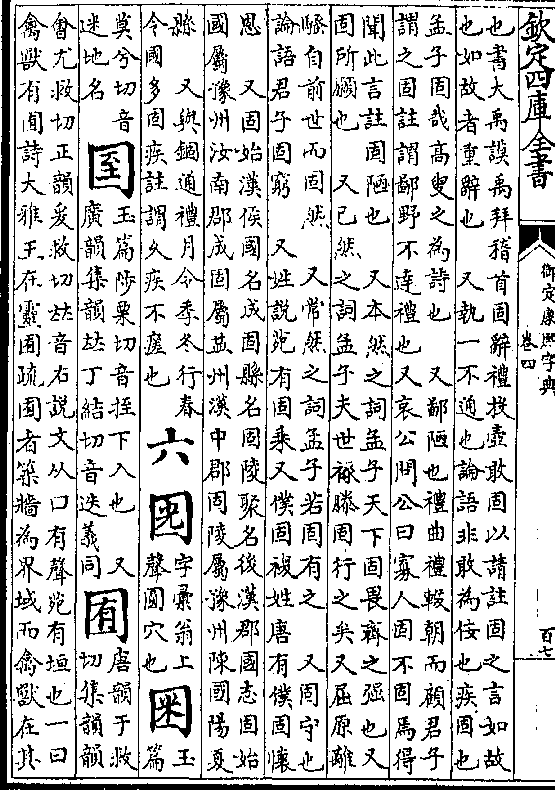 欽定四庫全書
御定康熙字典
卷四
百七
也書大禹謨禹拜稽首固辭禮投壺敢固以請註固之言如故
也如故者重辭也 又執一不通也論語非敢為佞也疾固也
孟子固哉高叟之為詩也 又鄙陋也禮曲禮輟朝而顧君子
謂之固註謂鄙野不達禮也又哀公問公曰寡人固不固焉得
聞此言註固陋也 又本然之詞孟子天下固畏齊之彊也又
固所願也 又已然之詞孟子夫世祿滕固行之矣又屈原離
騷自前世而固然 又常然之詞孟子若固有之 又固守也
論語君子固窮 又姓說苑有固乘又僕固複姓唐有僕固懷
恩 又固始漢侯國名成固縣名固陵聚名後漢郡國志固始
國屬豫州汝南郡成固屬益州漢中郡固陵屬豫州陳國陽夏
縣 又與錮通禮月令季冬行春
令國多固疾註謂久疾不瘥也
六
字彙翁上
聲圓穴也
玉
篇
莫兮切音
迷地名
玉篇陟栗切音挃下入也 又
廣韻集韻𠀤丁結切音迭義同
囿
唐韻于救
切集韻韻
會尤救切正韻爰救切𠀤音右說文从囗有聲苑有垣也一曰
禽獸有囿詩大雅王在靈囿疏囿者築牆為界域而禽獸在其